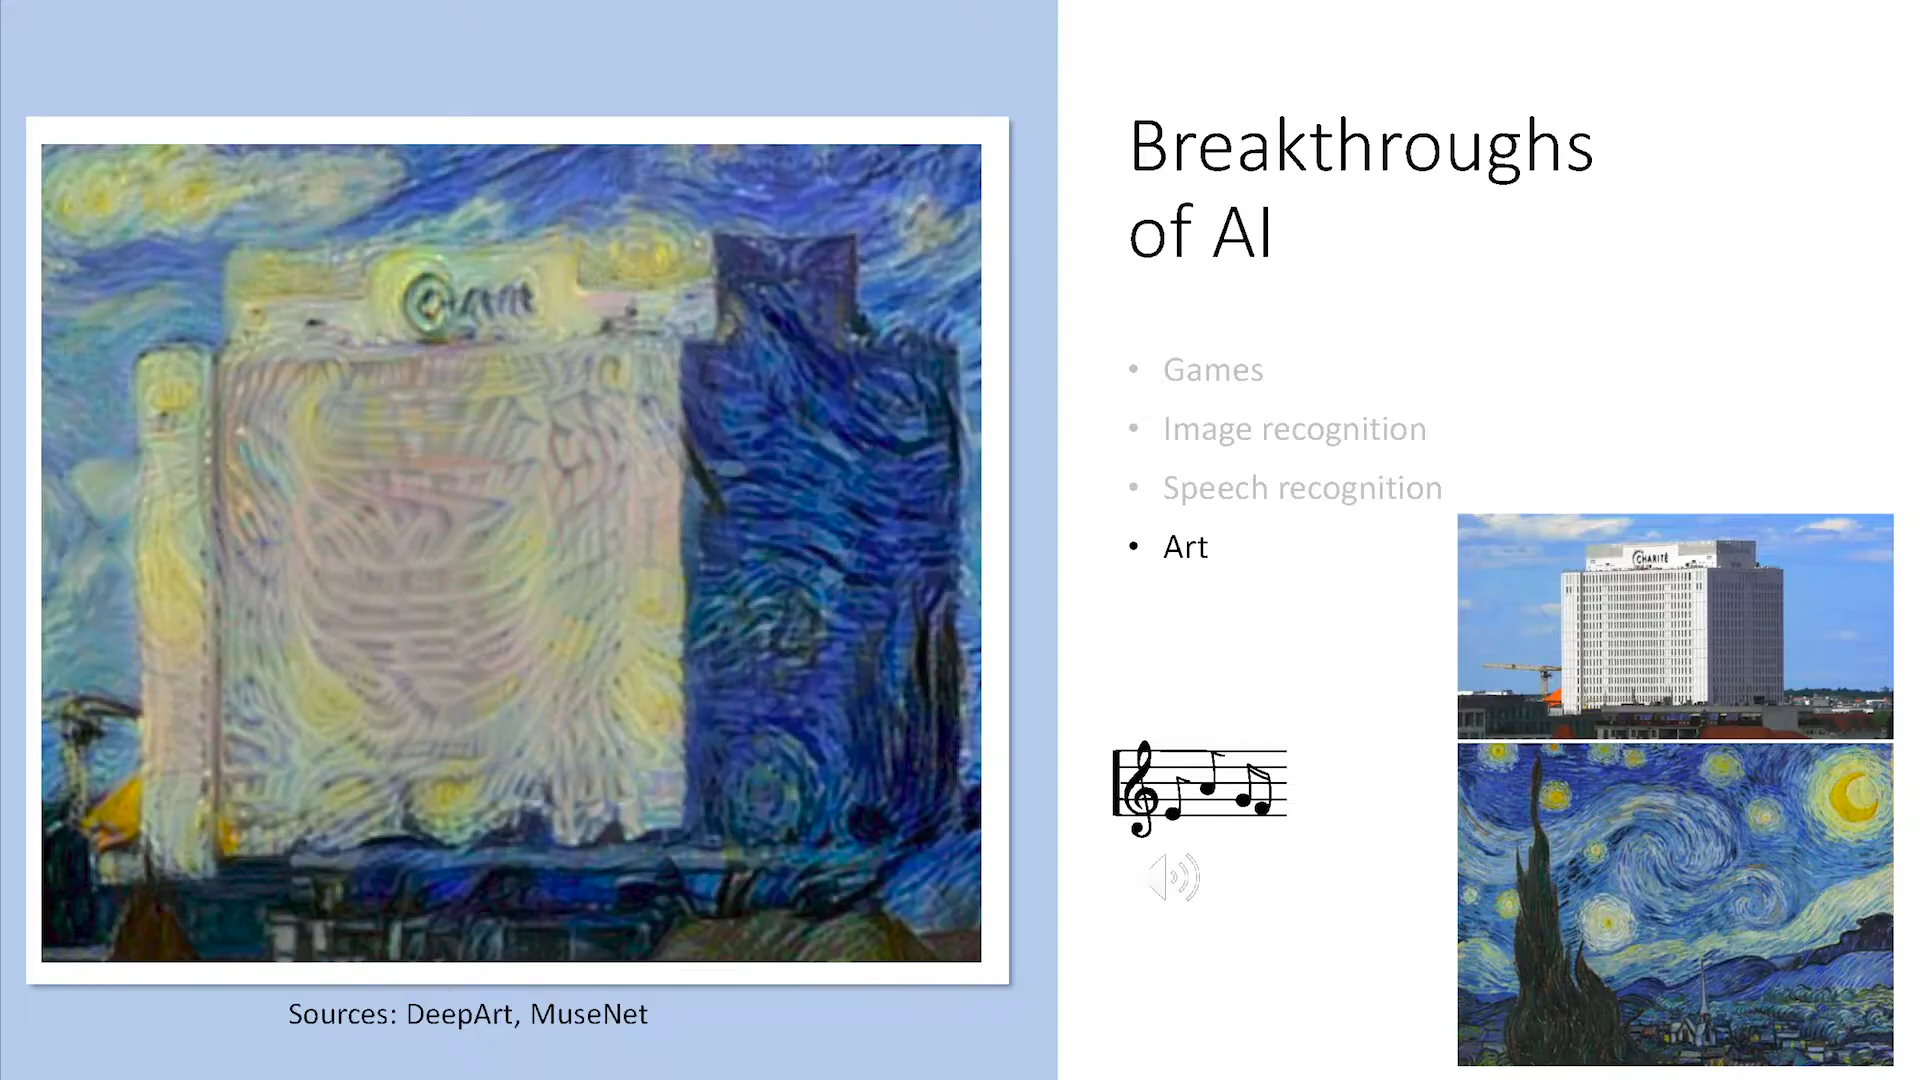 Breakthroughs
of AI
• Games
• Image recognition
• Speech recognition
• Art
CHARITÉ
Sources: DeepArt, MuseNet